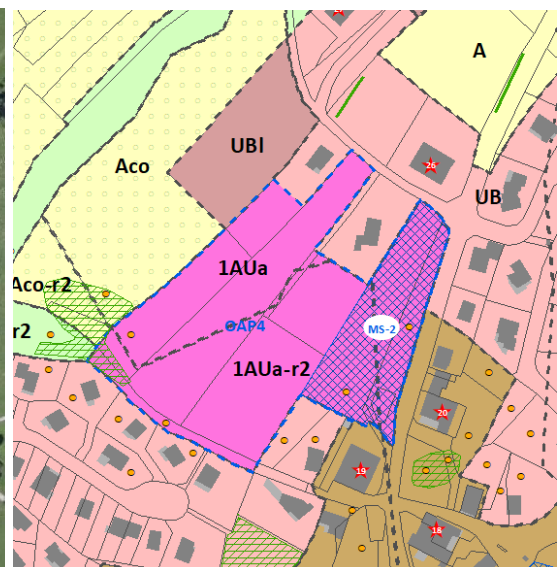 A
UBl
26
Aco
UB
1AUa
Aco-r2
OAP4
MS-2
r2
1AUa-r2
20
19
18